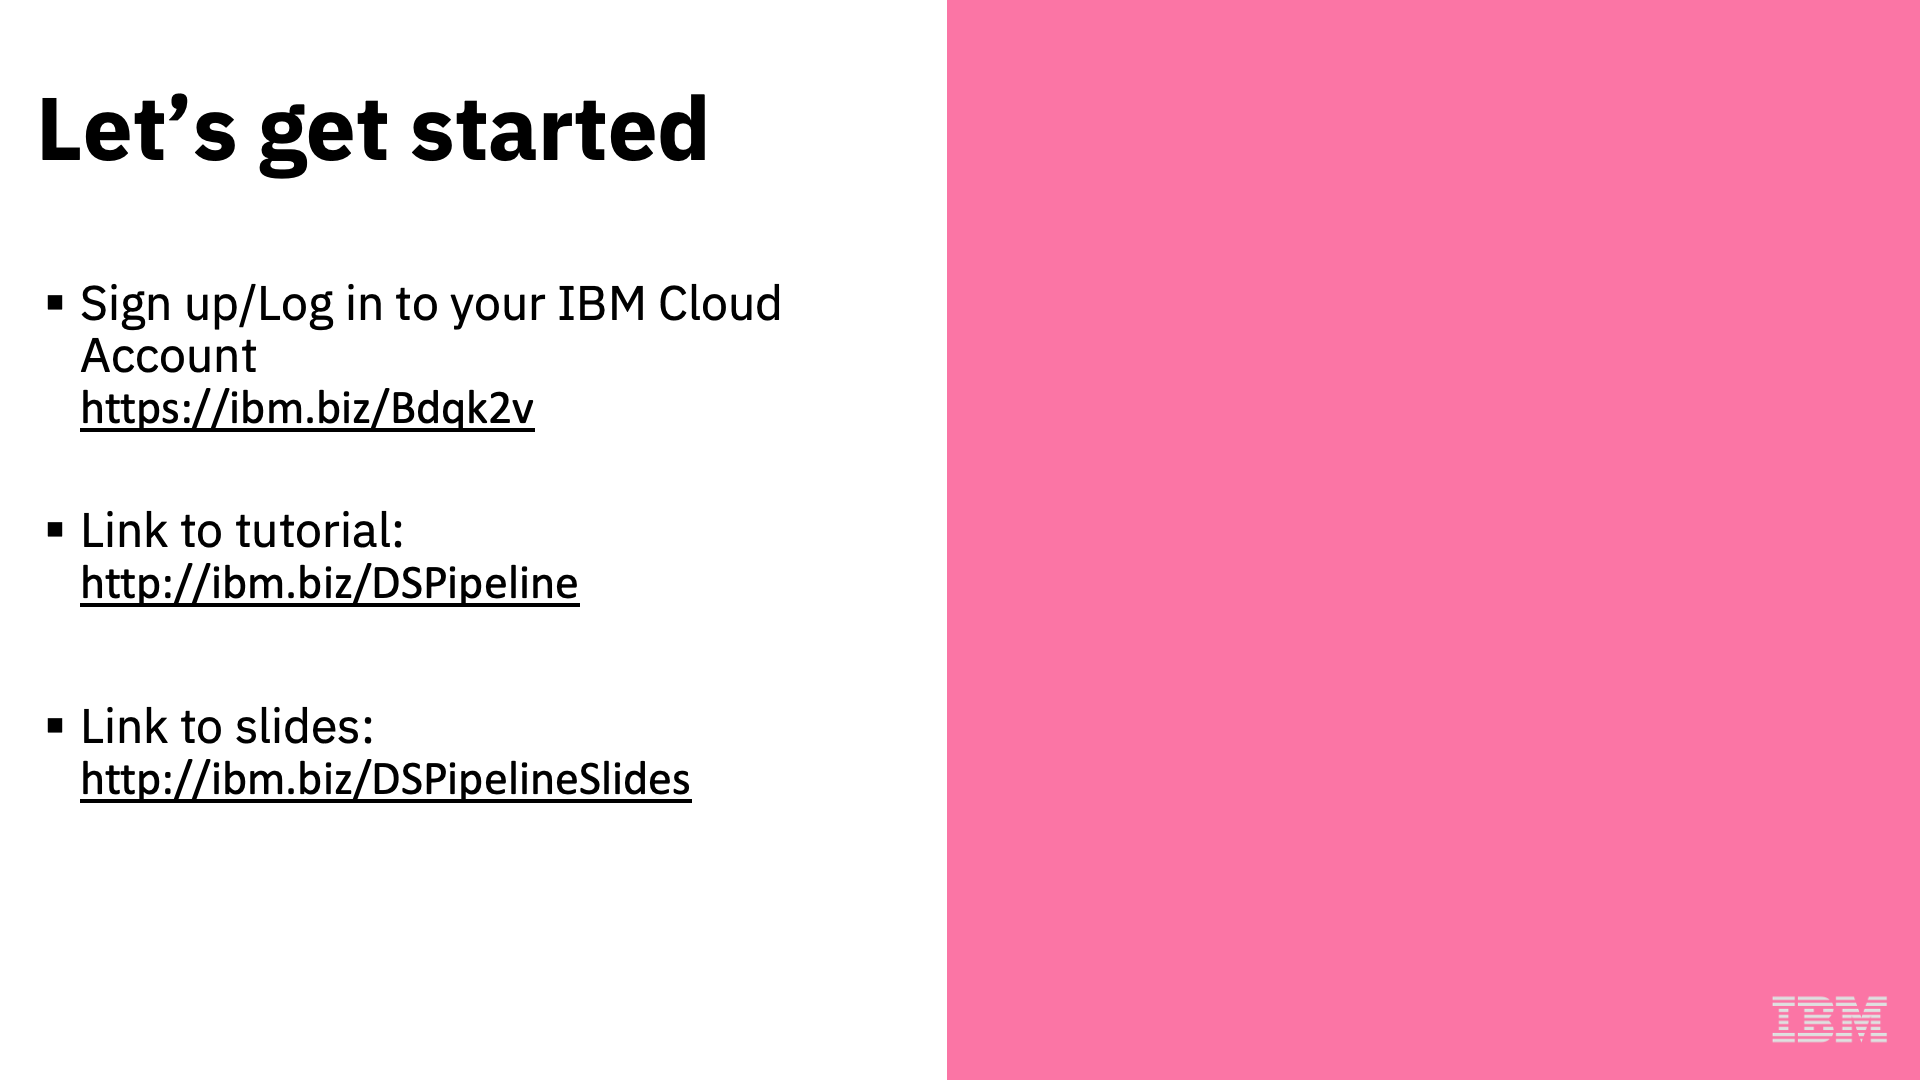 Let’s get started
▪ Sign up/Log in to your IBM Cloud
Account
https://ibm.biz/Bdqk2v
▪ Link to tutorial:
http://ibm.biz/DSPipeline
▪ Link to slides:
http://ibm.biz/DSPipelineSlides
IBM